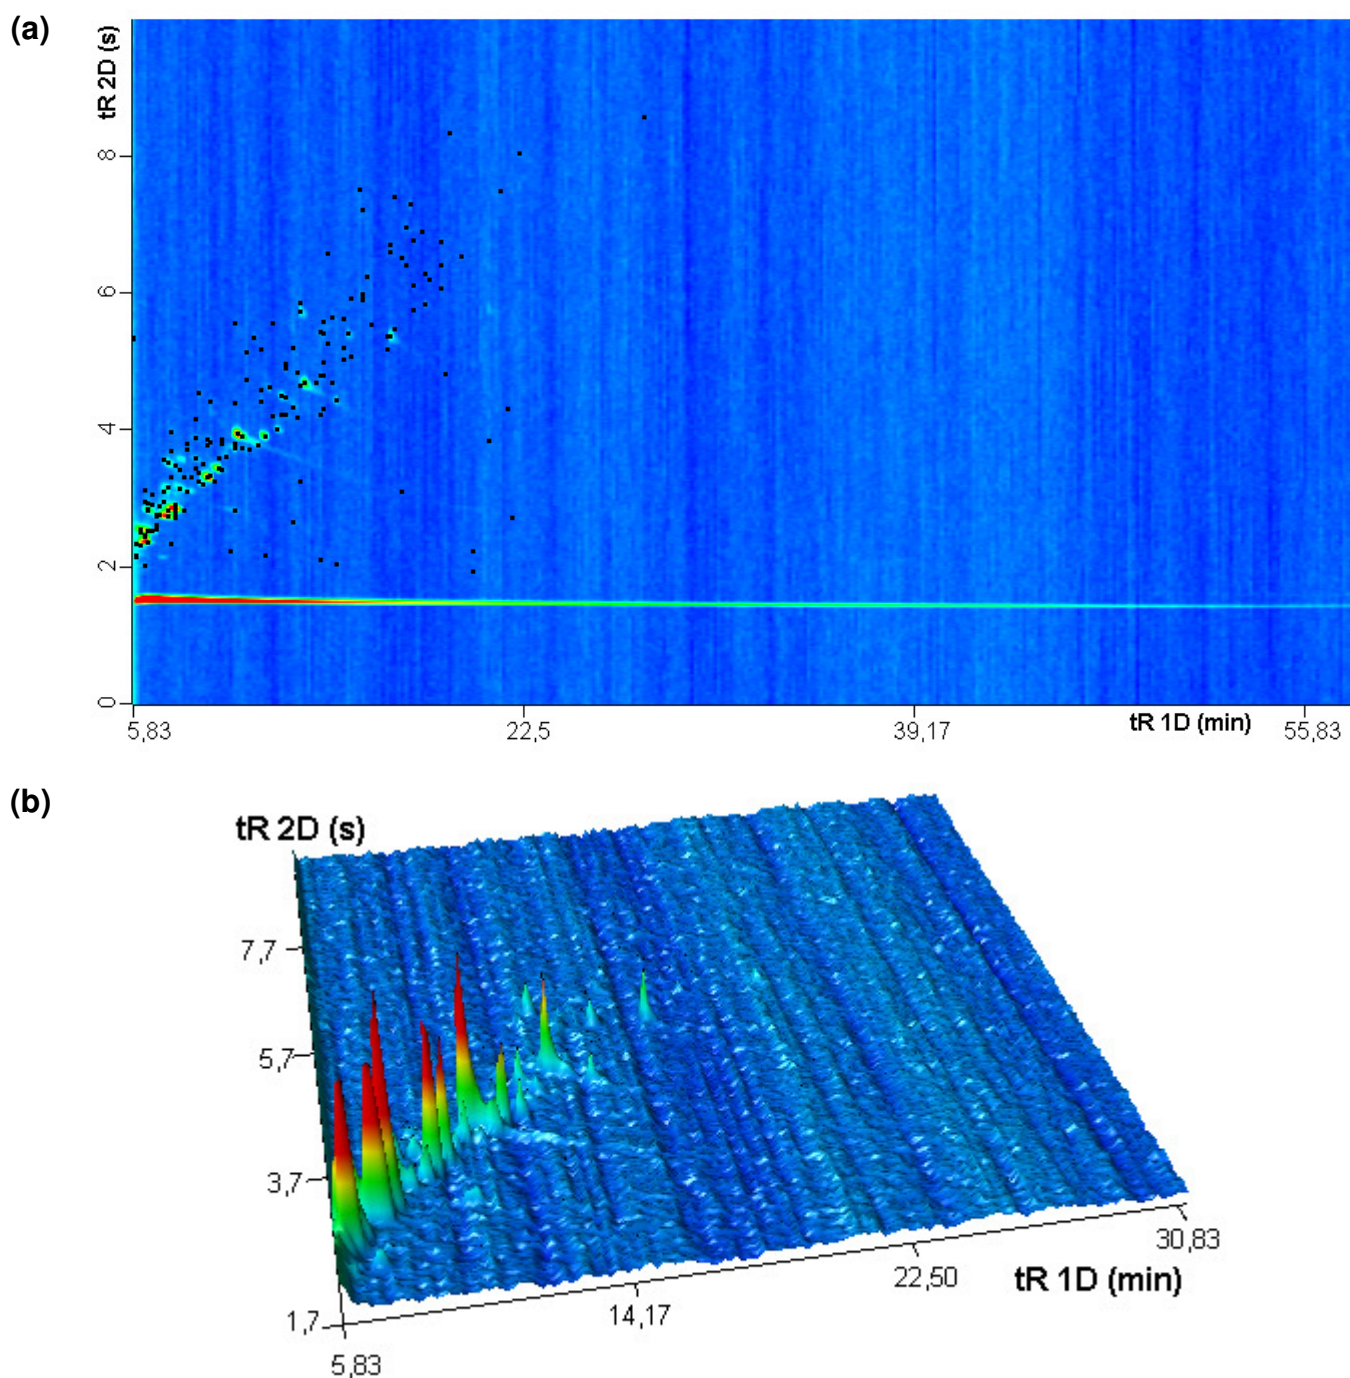 (a)
tR 2D (s)
8
6
4
2
0
5,83
22,5
39,17
tR 1D (min)
55,83
(b)
tR 2D (s)
7,7
5,7
3,7
1,7
5,83
14,17
22,50
tR 1D (min)
30,83